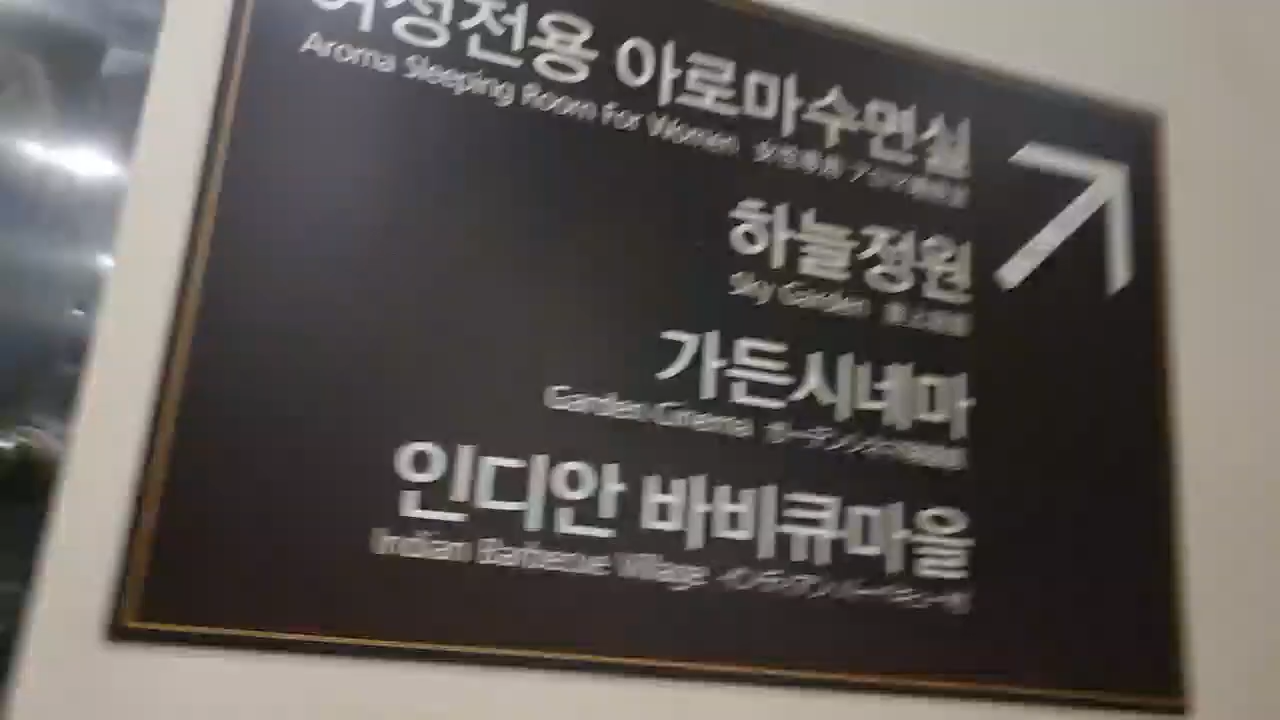 여성전용 아로마수면실
Aroma Sleeping Room For Women
하늘정원
Sky Garden
가든시네마
Garden Cinema
인디안 바비큐마을
Indian Barbecue Village